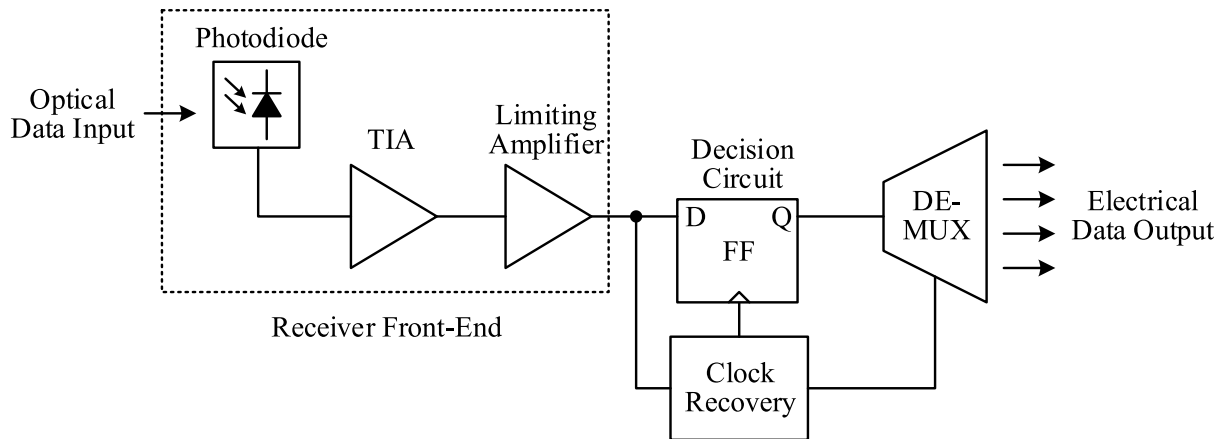 Photodiode
Optical
Data Input
TIA
Limiting
Amplifier
Decision
Circuit
D
Q
FF
DE-
MUX
Electrical
Data Output
Receiver Front-End
Clock
Recovery